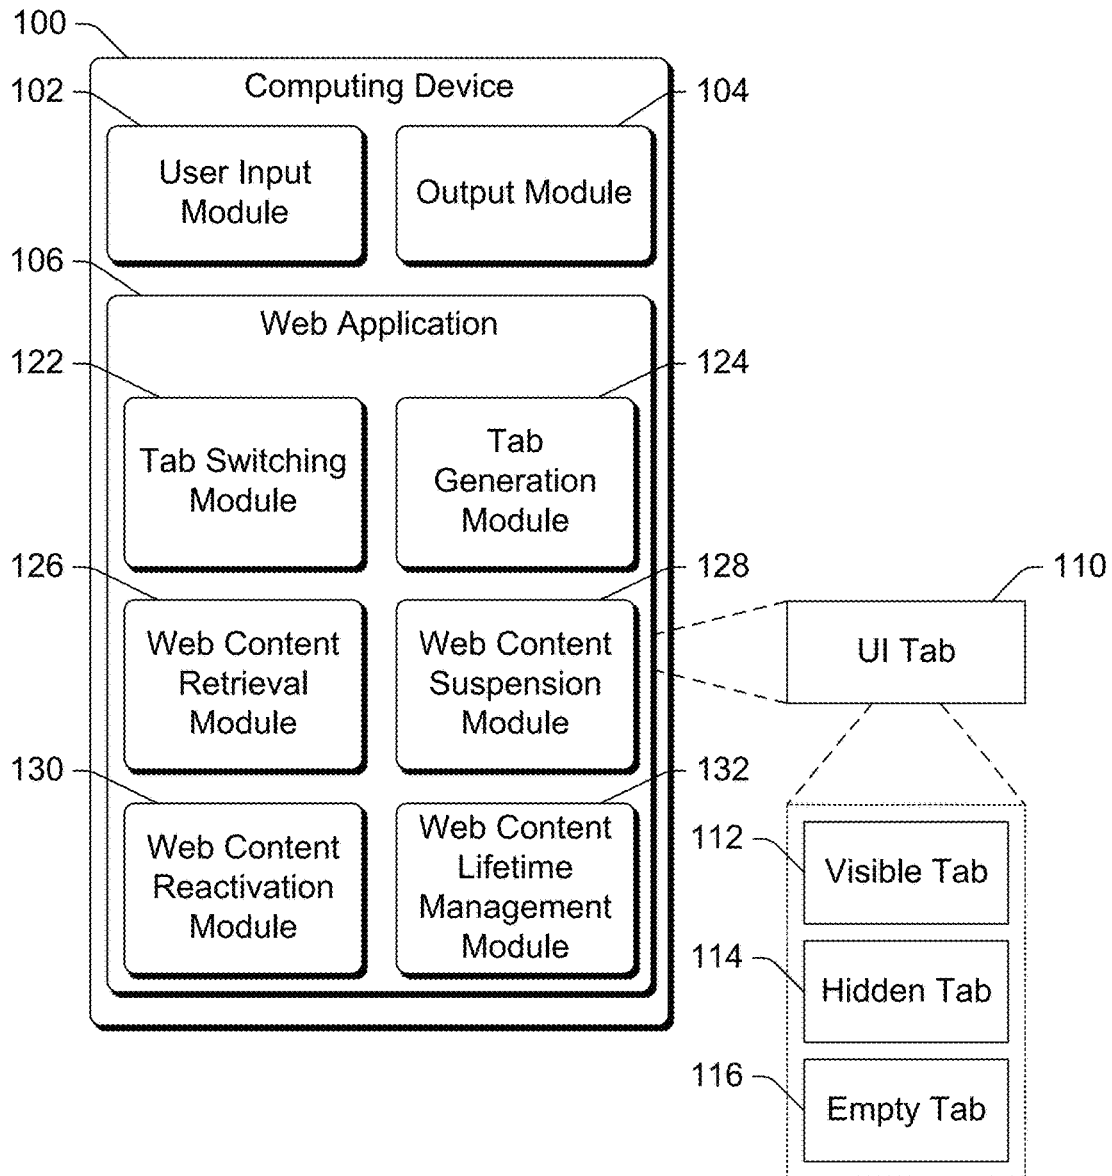 100
Computing Device
102
104
User Input
Module
Output Module
106
Web Application
122
124
Tab Switching
Module
Tab
Generation
Module
126
128
110
Web Content
Retrieval
Module
Web Content
Suspension
Module
UI Tab
130
132
Web Content
Reactivation
Module
Web Content
Lifetime
Management
Module
112
Visible Tab
114
Hidden Tab
116
Empty Tab